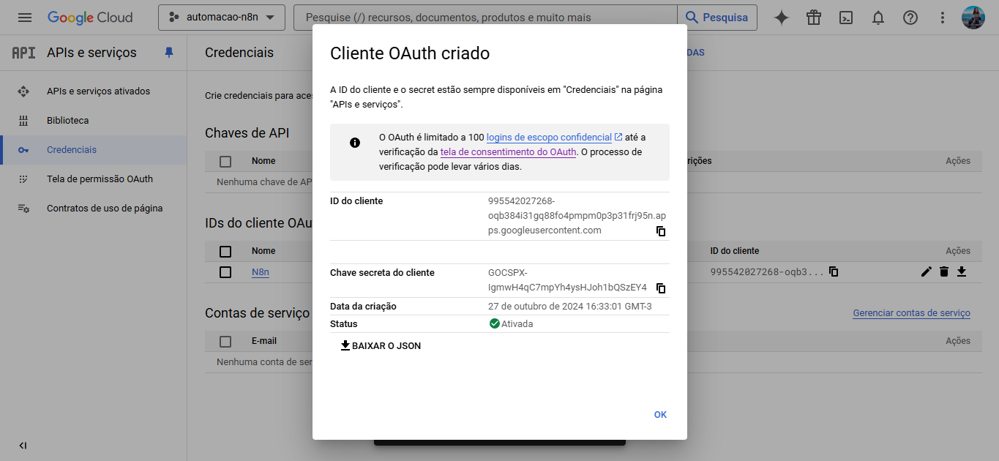 Google Cloud
automacao-n8n
Pesquise (/) recursos, documentos, produtos e muito mais
Pesquisa
API
APIs e serviços
Credenciais
DAS
APIs e serviços ativados
Biblioteca
Credenciais
Tela de permissão OAuth
Contratos de uso de página
Crie credenciais para aces
Chaves de API
Nome
rições
Ações
Nenhuma chave de AP
IDs do cliente OAu
Nome
ID do cliente
Ações
N8n
995542027268-oqb3...
Contas de serviço
Gerenciar contas de serviço
E-mail
Ações
Nenhuma conta de ser
Cliente OAuth criado
A ID do cliente e o secret estão sempre disponíveis em "Credenciais" na página
"APIs e serviços".
O OAuth é limitado a 100 logins de escopo confidencial até a
verificação da tela de consentimento do OAuth. O processo de
verificação pode levar vários dias.
ID do cliente
995542027268-
oqb384i31gq88fo4pmpm0p3p31frj95n.ap
ps.googleusercontent.com
Chave secreta do cliente
GOCSPX-
IgmwH4qC7mpYh4ysHJoh1bQSzEY4
Data da criação
27 de outubro de 2024 16:33:01 GMT-3
Status
Ativada
BAIXAR O JSON
OK